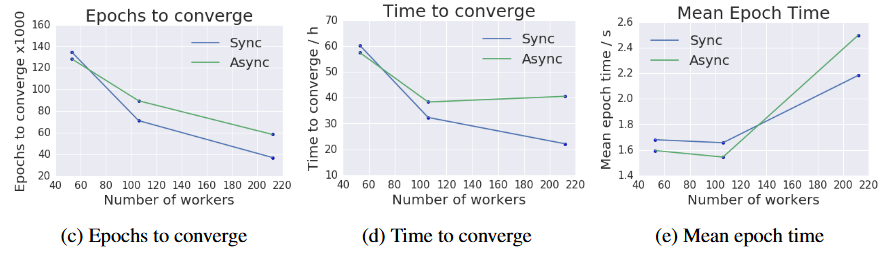 Epochs to converge
Epochs to converge x1000
160
140
120
100
80
60
40
20
Sync
Async
40 60 80 100 120 140 160 180 200 220
Number of workers
(c) Epochs to converge
Time to converge
Time to converge / h
70
60
50
40
30
20
10
Sync
Async
40 60 80 100 120 140 160 180 200 220
Number of workers
(d) Time to converge
Mean Epoch Time
Mean epoch time / s
2.6
2.4
2.2
2.0
1.8
1.6
1.4
Sync
Async
40 60 80 100 120 140 160 180 200 220
Number of workers
(e) Mean epoch time